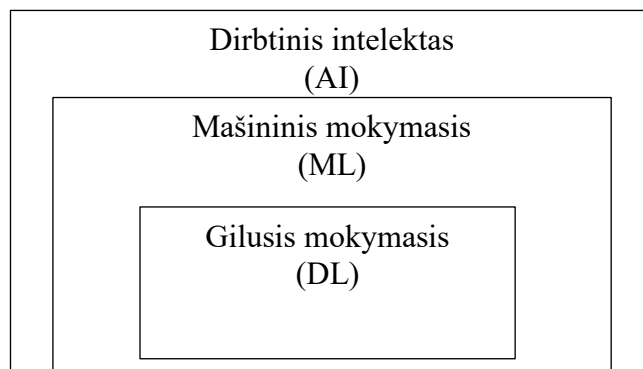 Dirbtinis intelektas
(AI)
Mašininis mokymasis
(ML)
Gilusis mokymasis
(DL)